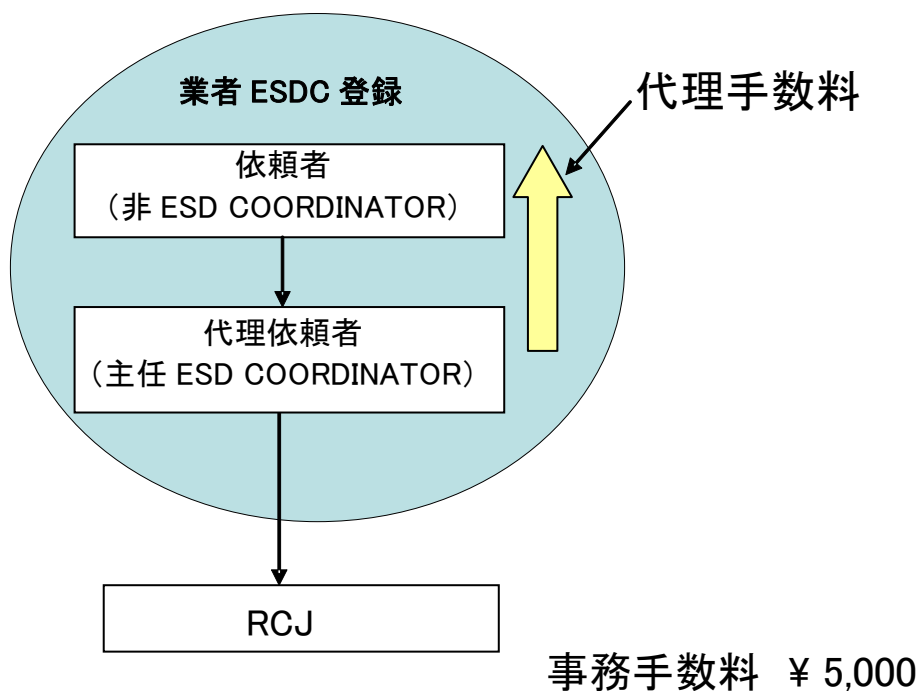 業者 ESDC 登録
代理手数料
依頼者
（非 ESD COORDINATOR）
代理依頼者
（主任 ESD COORDINATOR）
RCJ
事務手数料 ¥ 5,000